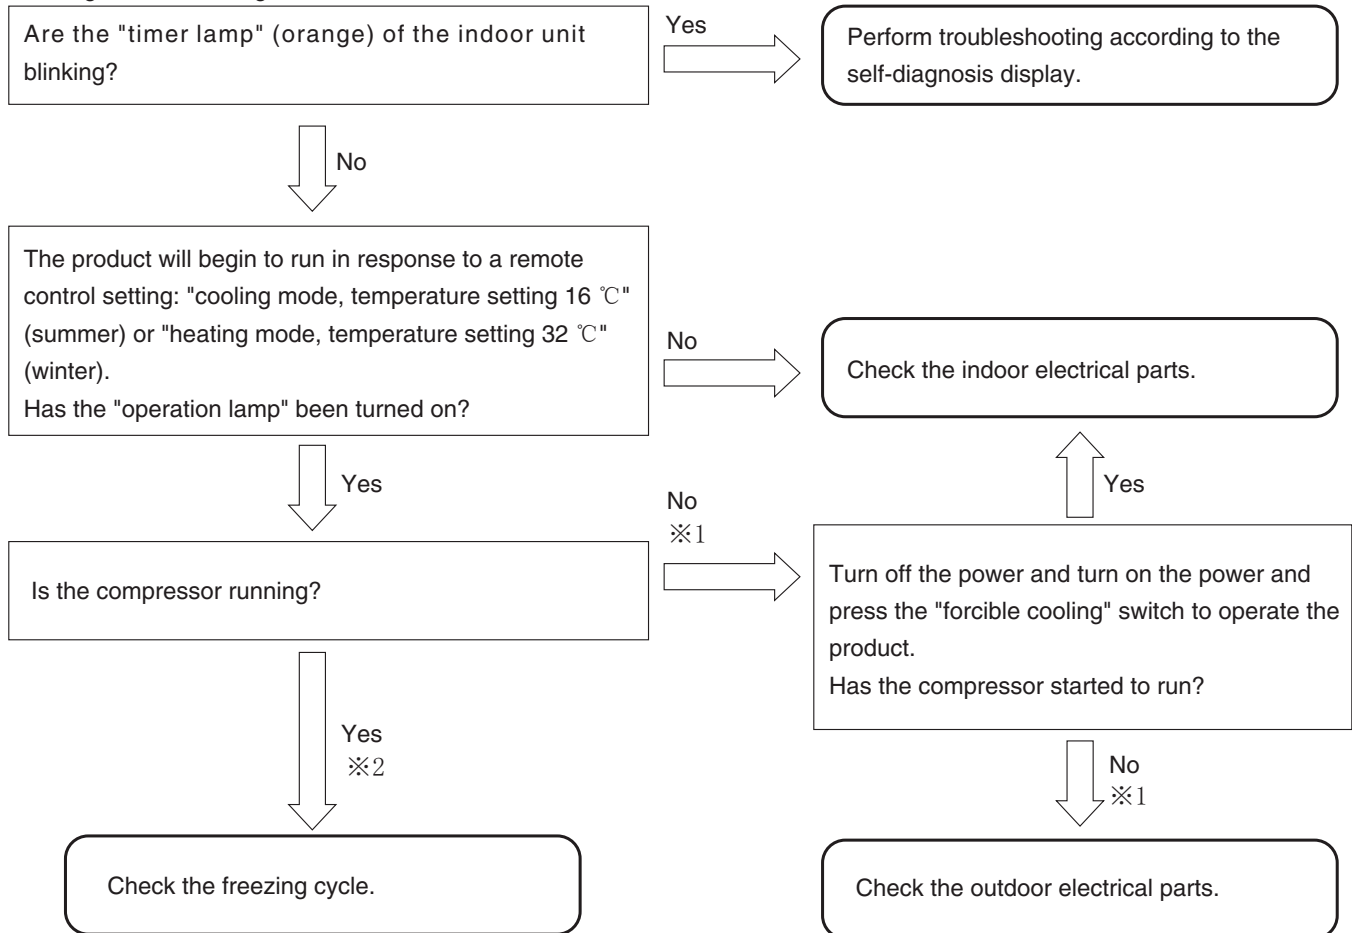 Are the "timer lamp" (orange) of the indoor unit
blinking?
Yes
Perform troubleshooting according to the
self-diagnosis display.
No
The product will begin to run in response to a remote
control setting: "cooling mode, temperature setting 16 ℃"
(summer) or "heating mode, temperature setting 32 ℃"
(winter).
Has the "operation lamp" been turned on?
No
Check the indoor electrical parts.
Yes
Yes
No
※1
Is the compressor running?
Turn off the power and turn on the power and
press the "forcible cooling" switch to operate the
product.
Has the compressor started to run?
Yes
※2
No
※1
Check the freezing cycle.
Check the outdoor electrical parts.